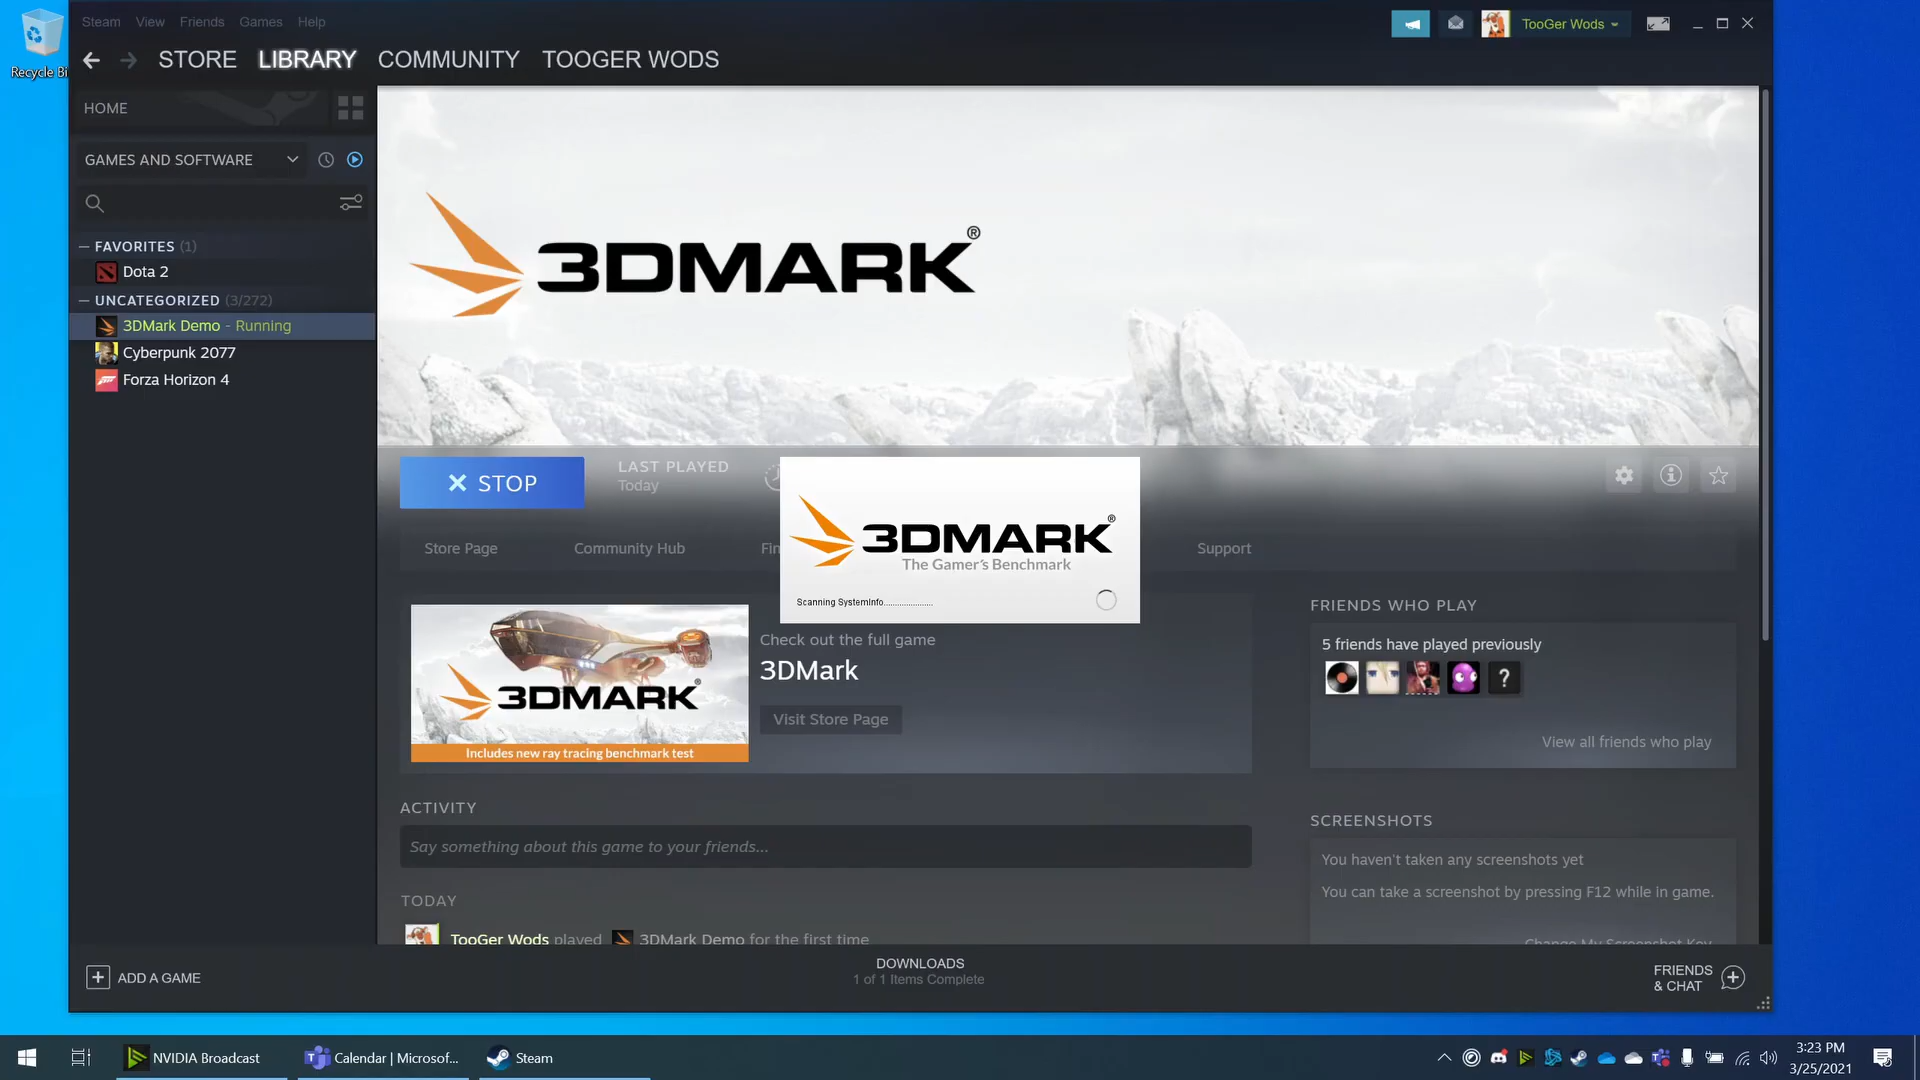 Steam View Friends Games Help
TooGer Wods
STORE LIBRARY COMMUNITY TOOGER WODS
Recycle Bi
HOME
GAMES AND SOFTWARE
— FAVORITES (1)
Dota 2
— UNCATEGORIZED (3/272)
3DMark Demo - Running
Cyberpunk 2077
Forza Horizon 4
3DMARK®
X STOP
LAST PLAYED
Today
Store Page Community Hub Fin Support
3DMARK®
The Gamer's Benchmark
Scanning SystemInfo......................
3DMARK®
Includes new ray tracing benchmark test
Check out the full game
3DMark
Visit Store Page
FRIENDS WHO PLAY
5 friends have played previously
?
View all friends who play
ACTIVITY
Say something about this game to your friends...
SCREENSHOTS
You haven't taken any screenshots yet
You can take a screenshot by pressing F12 while in game.
Change My Screenshot Key
TODAY
TooGer Wods played 3DMark Demo for the first time
+ ADD A GAME
DOWNLOADS
1 of 1 Items Complete
FRIENDS
& CHAT
NVIDIA Broadcast
Calendar | Microsof...
Steam
3:23 PM
3/25/2021